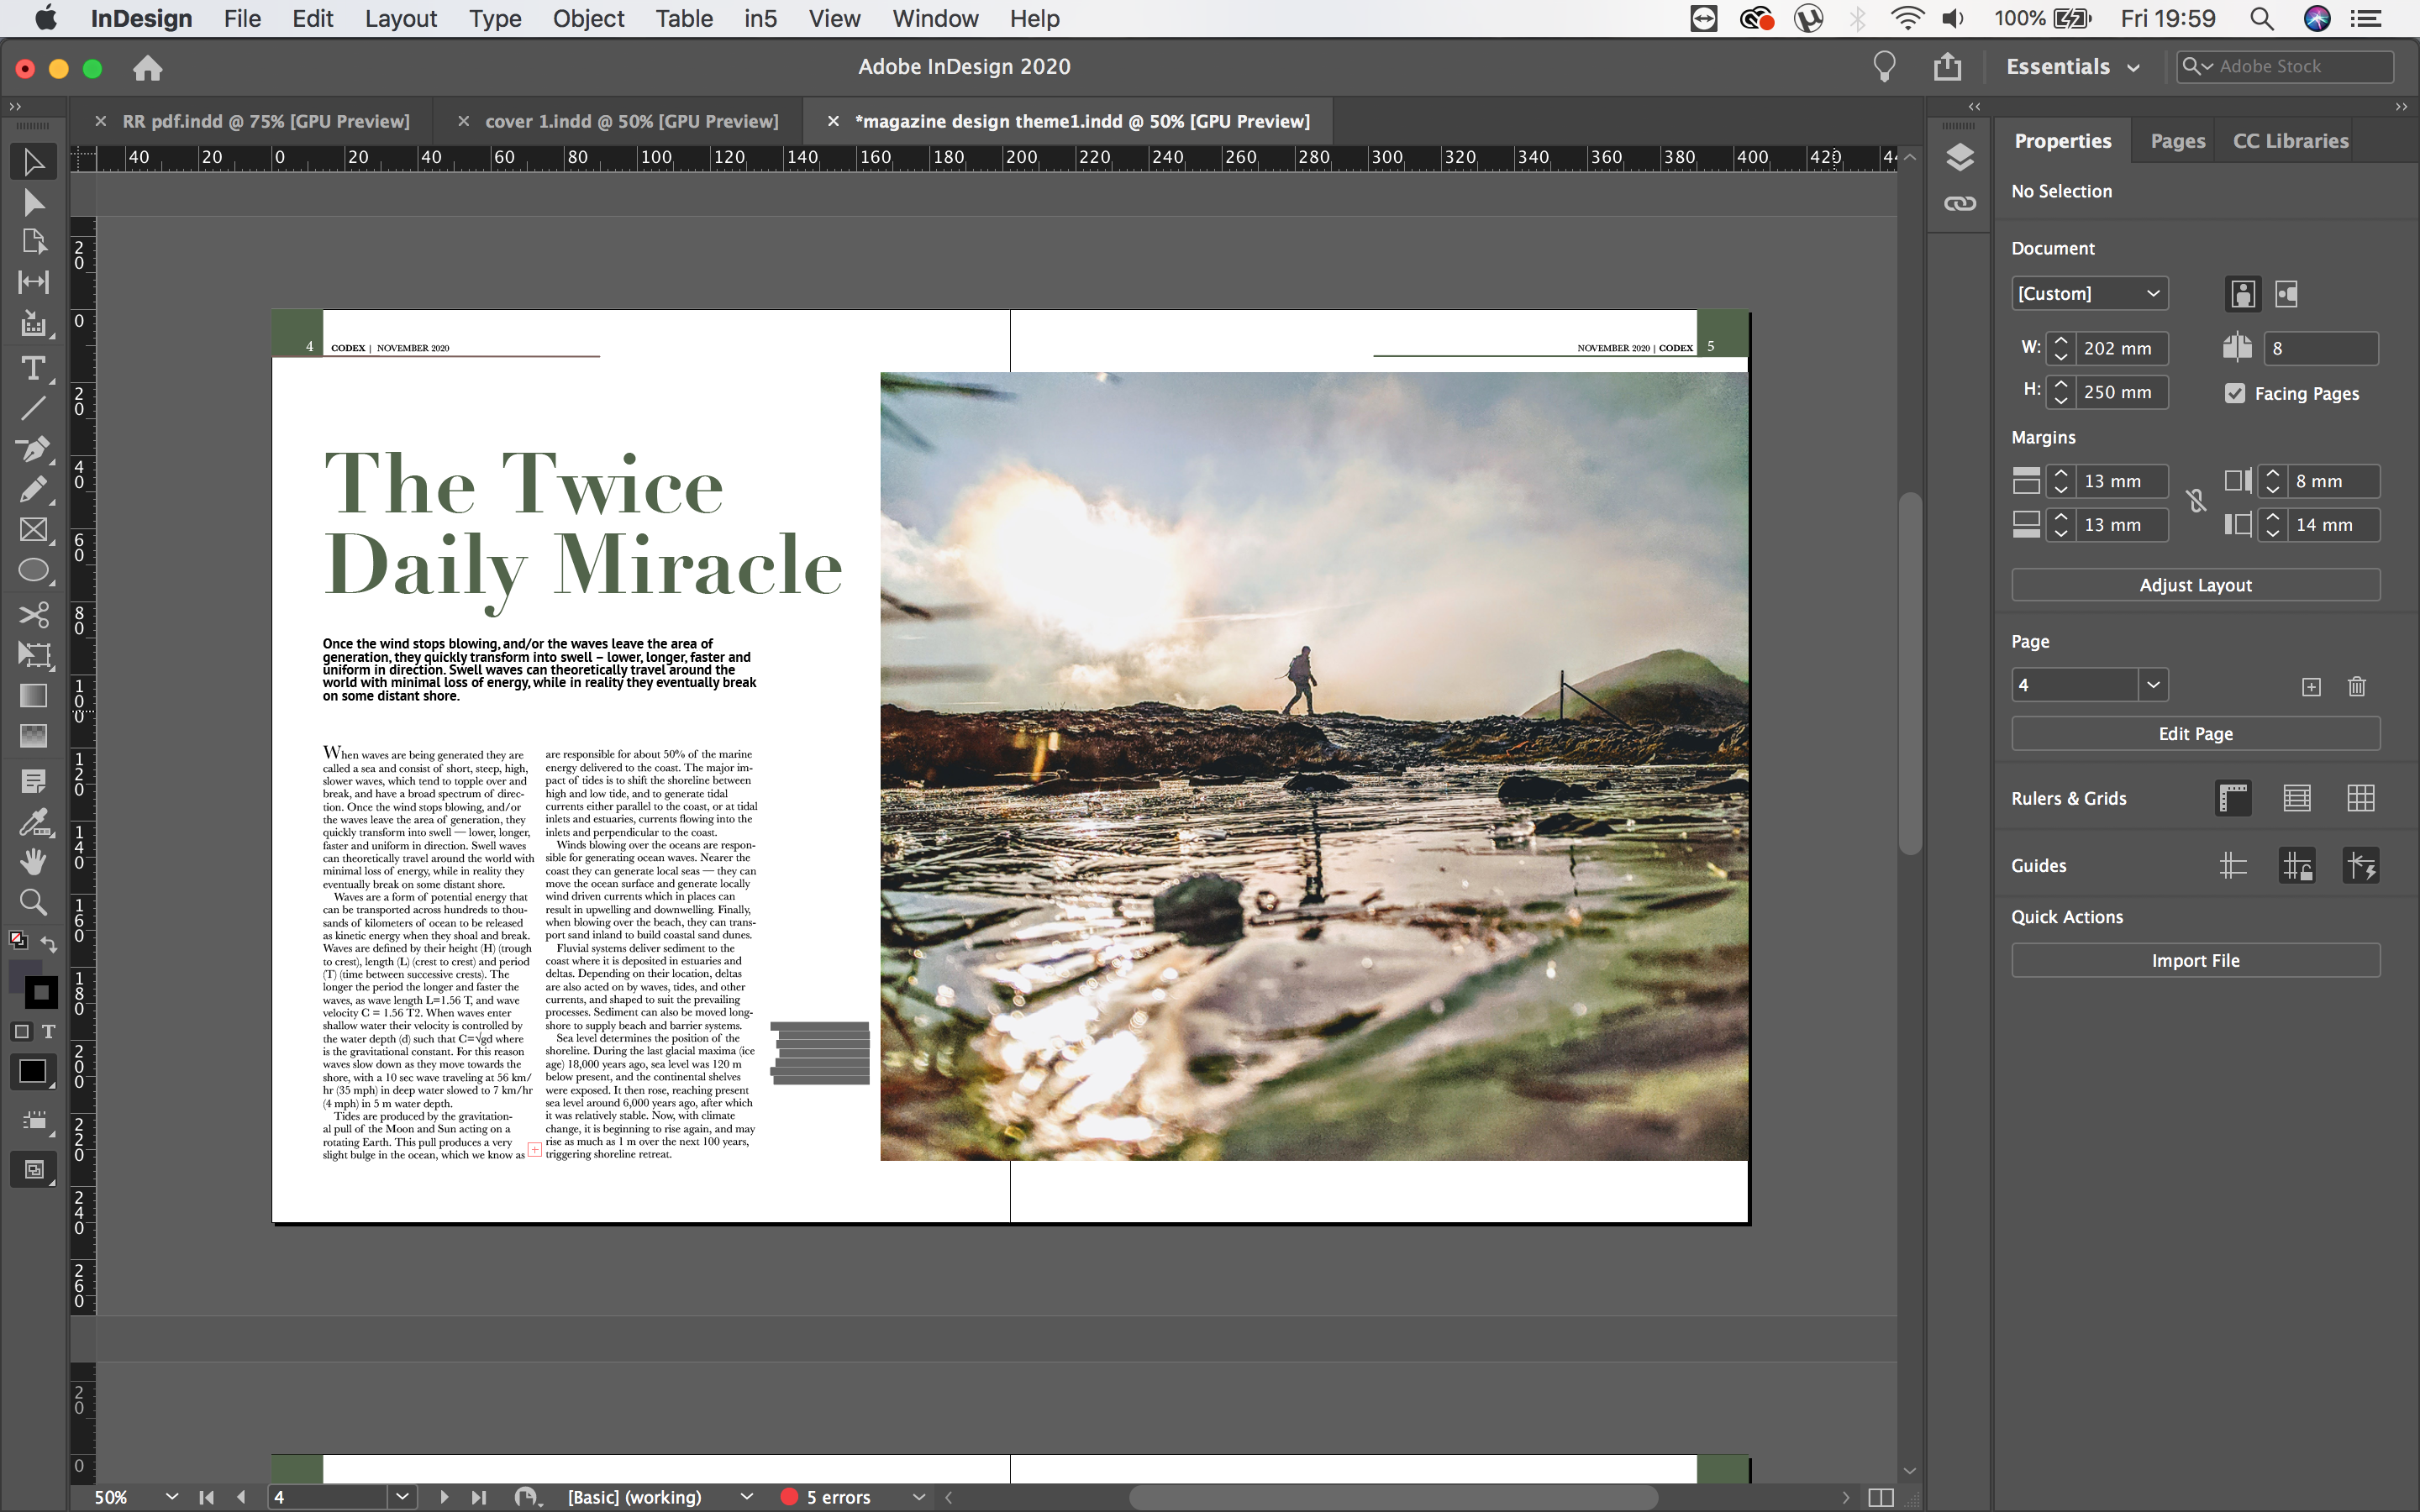 InDesign File Edit Layout Type Object Table in5 View Window Help 100% Fri 19:59
Adobe InDesign 2020 Essentials Adobe Stock
RR pdf.indd @ 75% [GPU Preview] cover 1.indd @ 50% [GPU Preview] *magazine design theme1.indd @ 50% [GPU Preview]
40 20 0 20 40 60 80 100 120 140 160 180 200 220 240 260 280 300 320 340 360 380 400 420 44
20
0
20
40
60
80
100
120
140
160
180
200
220
240
260
20
0
4 CODEX | NOVEMBER 2020
NOVEMBER 2020 | CODEX 5
The Twice
Daily Miracle
Once the wind stops blowing, and/or the waves leave the area of
generation, they quickly transform into swell – lower, longer, faster and
uniform in direction. Swell waves can theoretically travel around the
world with minimal loss of energy, while in reality they eventually break
on some distant shore.
When waves are being generated they are
called a sea and consist of short, steep, high,
slower waves, which tend to topple over and
break, and have a broad spectrum of direc-
tion. Once the wind stops blowing, and/or
the waves leave the area of generation, they
quickly transform into swell — lower, longer,
faster and uniform in direction. Swell waves
can theoretically travel around the world with
minimal loss of energy, while in reality they
eventually break on some distant shore.
Waves are a form of potential energy that
can be transported across hundreds to thou-
sands of kilometers of ocean to be released
as kinetic energy when they shoal and break.
Waves are defined by their height (H) (trough
to crest), length (L) (crest to crest) and period
(T) (time between successive crests). The
longer the period the longer and faster the
waves, as wave length L=1.56 T, and wave
velocity C = 1.56 T2. When waves enter
shallow water their velocity is controlled by
the water depth (d) such that C=√gd where
is the gravitational constant. For this reason
waves slow down as they move towards the
shore, with a 10 sec wave traveling at 56 km/
hr (35 mph) in deep water slowed to 7 km/hr
(4 mph) in 5 m water depth.
Tides are produced by the gravitation-
al pull of the Moon and Sun acting on a
rotating Earth. This pull produces a very
slight bulge in the ocean, which we know as
are responsible for about 50% of the marine
energy delivered to the coast. The major im-
pact of tides is to shift the shoreline between
high and low tide, and to generate tidal
currents either parallel to the coast, or at tidal
inlets and estuaries, currents flowing into the
inlets and perpendicular to the coast.
Winds blowing over the oceans are respon-
sible for generating ocean waves. Nearer the
coast they can generate local seas — they can
move the ocean surface and generate locally
wind driven currents which in places can
result in upwelling and downwelling. Finally,
when blowing over the beach, they can trans-
port sand inland to build coastal sand dunes.
Fluvial systems deliver sediment to the
coast where it is deposited in estuaries and
deltas. Depending on their location, deltas
are also acted on by waves, tides, and other
currents, and shaped to suit the prevailing
processes. Sediment can also be moved long-
shore to supply beach and barrier systems.
Sea level determines the position of the
shoreline. During the last glacial maxima (ice
age) 18,000 years ago, sea level was 120 m
below present, and the continental shelves
were exposed. It then rose, reaching present
sea level around 6,000 years ago, after which
it was relatively stable. Now, with climate
change, it is beginning to rise again, and may
rise as much as 1 m over the next 100 years,
triggering shoreline retreat.
Properties Pages CC Libraries
No Selection
Document
[Custom]
W: 202 mm 8
H: 250 mm Facing Pages
Margins
13 mm 8 mm
13 mm 14 mm
Adjust Layout
Page
4
Edit Page
Rulers & Grids
Guides
Quick Actions
Import File
50% 4 [Basic] (working) 5 errors